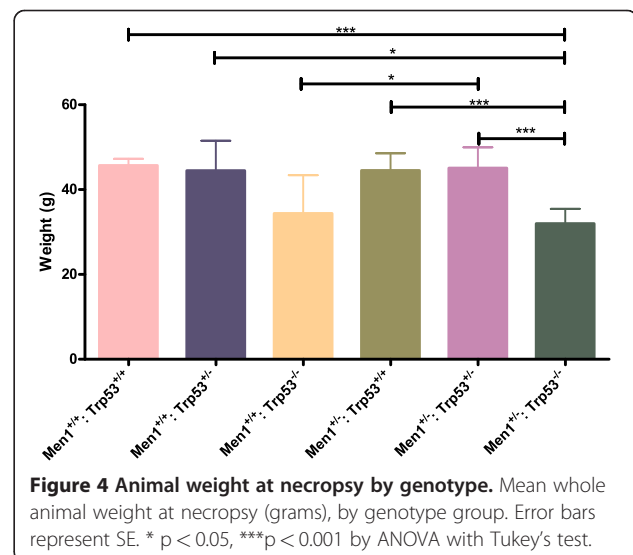 ***
*
*
***
***
60
40
20
0
Weight (g)
Men1+/+: Trp53+/+
Men1+/+: Trp53+/-
Men1+/+: Trp53-/-
Men1+/-: Trp53+/+
Men1+/-: Trp53+/-
Men1+/-: Trp53-/-
Figure 4 Animal weight at necropsy by genotype. Mean whole
animal weight at necropsy (grams), by genotype group. Error bars
represent SE. * p < 0.05, ***p < 0.001 by ANOVA with Tukey's test.